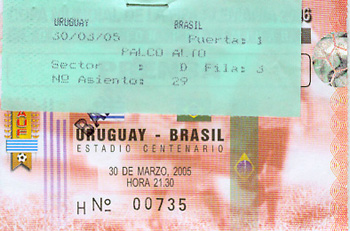 URUGUAY BRASIL
30/03/05 Puerta: 1
PALCO ALTO
Sector : D Fila: 3
Nº Asiento: 29
URUGUAY - BRASIL
ESTADIO CENTENARIO
30 DE MARZO, 2005
HORA 21:30
H Nº 00735
AUF